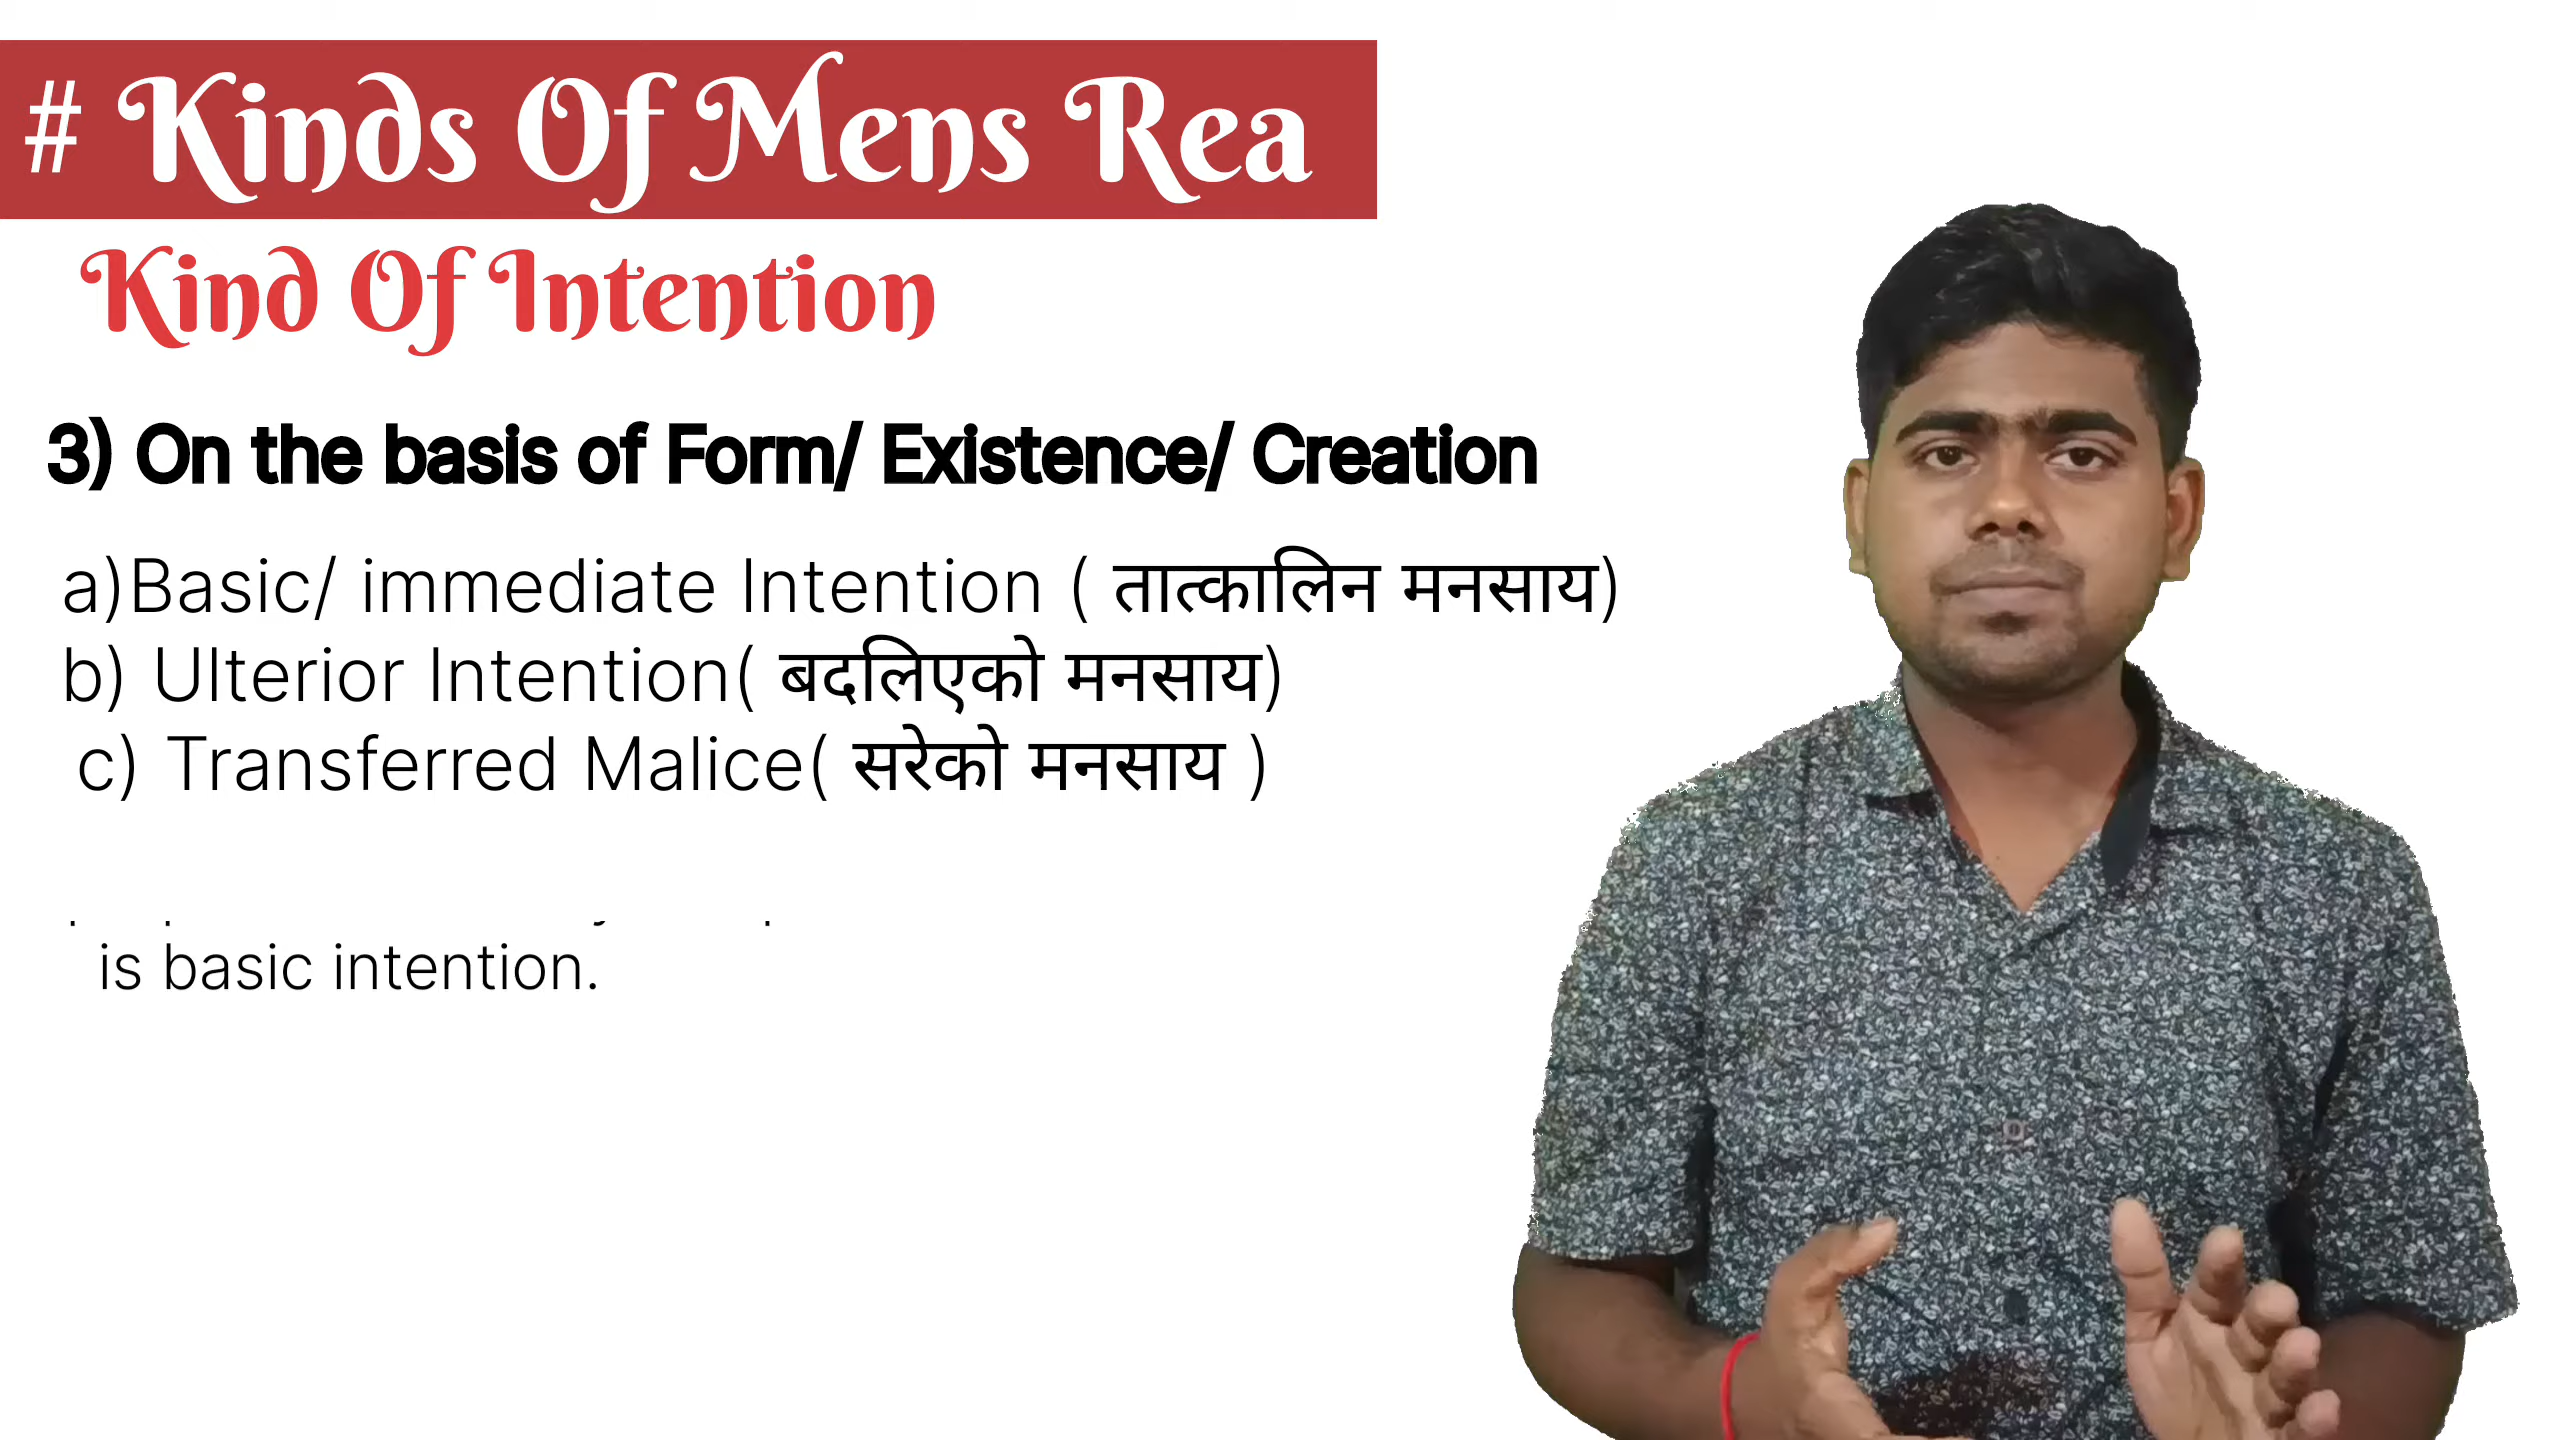 # Kinds Of Mens Rea
Kind Of Intention
3) On the basis of Form/ Existence/ Creation
a)Basic/ immediate Intention ( तात्कालिन मनसाय)
b) Ulterior Intention( बदलिएको मनसाय)
c) Transferred Malice( सरेको मनसाय )
is basic intention.